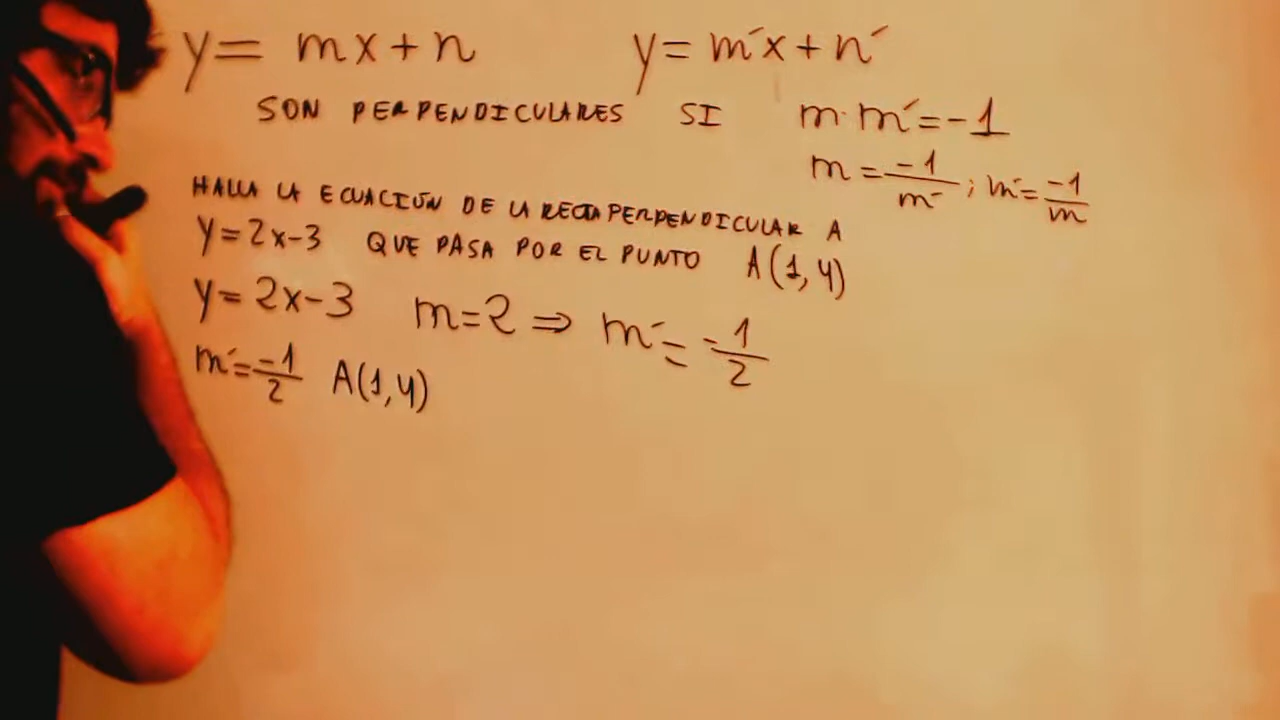 y = mx + n y = m´x + n´
SON PERPENDICULARES SI m · m´ = -1
m = -1/m´ ; m´ = -1/m
HALLA LA ECUACIÓN DE LA RECTA PERPENDICULAR A
y = 2x - 3 QUE PASA POR EL PUNTO A(1,4)
y = 2x - 3 m = 2 ⇒ m´ = -1/2
m´ = -1/2 A(1,4)